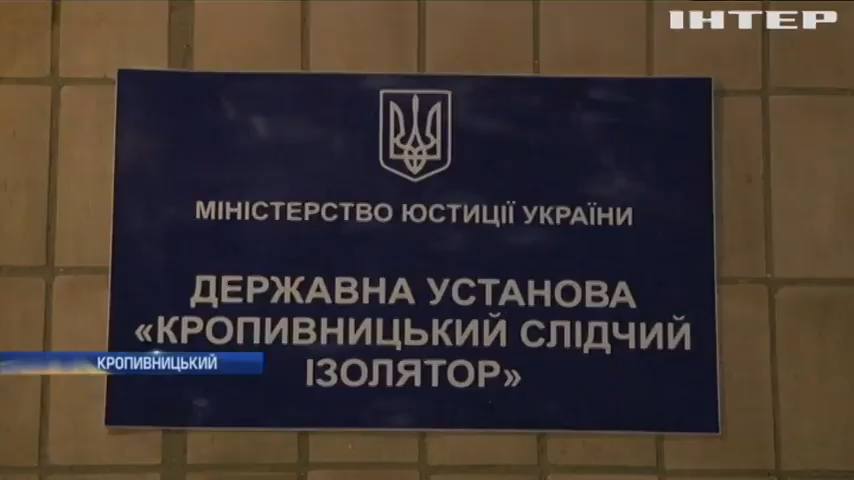 ІНТЕР
МІНІСТЕРСТВО ЮСТИЦІЇ УКРАЇНИ
ДЕРЖАВНА УСТАНОВА
«КРОПИВНИЦЬКИЙ СЛІДЧИЙ
ІЗОЛЯТОР»
КРОПИВНИЦЬКИЙ